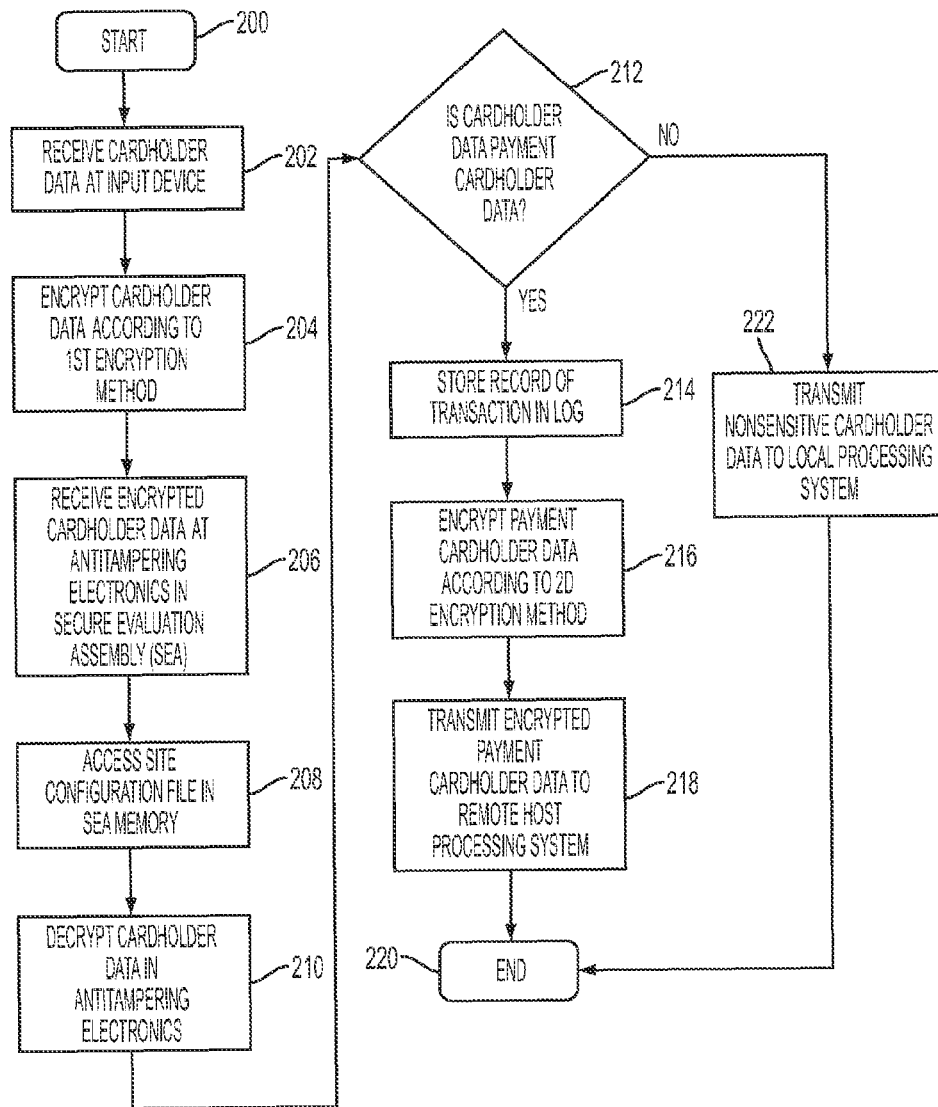 START
200
RECEIVE CARDHOLDER
DATA AT INPUT DEVICE
202
ENCRYPT CARDHOLDER
DATA ACCORDING TO
1ST ENCRYPTION
METHOD
204
RECEIVE ENCRYPTED
CARDHOLDER DATA AT
ANTITAMPERING
ELECTRONICS IN
SECURE EVALUATION
ASSEMBLY (SEA)
206
ACCESS SITE
CONFIGURATION FILE IN
SEA MEMORY
208
DECRYPT CARDHOLDER
DATA IN
ANTITAMPERING
ELECTRONICS
210
IS CARDHOLDER
DATA PAYMENT
CARDHOLDER
DATA?
212
NO
YES
STORE RECORD OF
TRANSACTION IN LOG
214
ENCRYPT PAYMENT
CARDHOLDER DATA
ACCORDING TO 2D
ENCRYPTION METHOD
216
TRANSMIT ENCRYPTED
PAYMENT
CARDHOLDER DATA TO
REMOTE HOST
PROCESSING SYSTEM
218
220
END
222
TRANSMIT
NONSENSITIVE CARDHOLDER
DATA TO LOCAL PROCESSING
SYSTEM